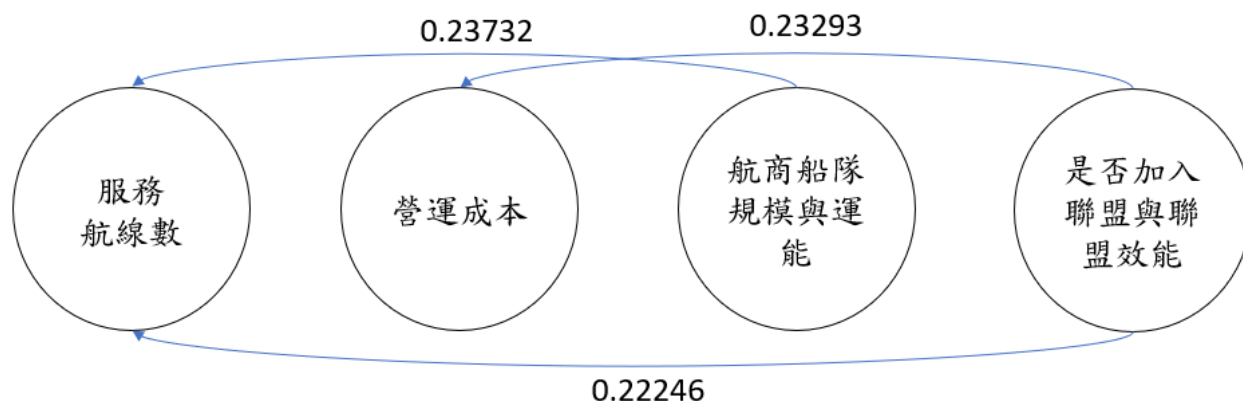 0.23732
0.23293
服務
航線數
營運成本
航商船隊
規模與運
能
是否加入
聯盟與聯
盟效能
0.22246